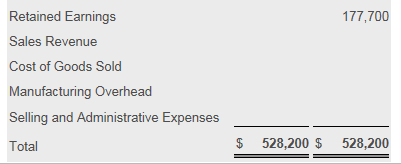 Retained Earnings 177,700
Sales Revenue
Cost of Goods Sold
Manufacturing Overhead
Selling and Administrative Expenses
Total $ 528,200 $ 528,200